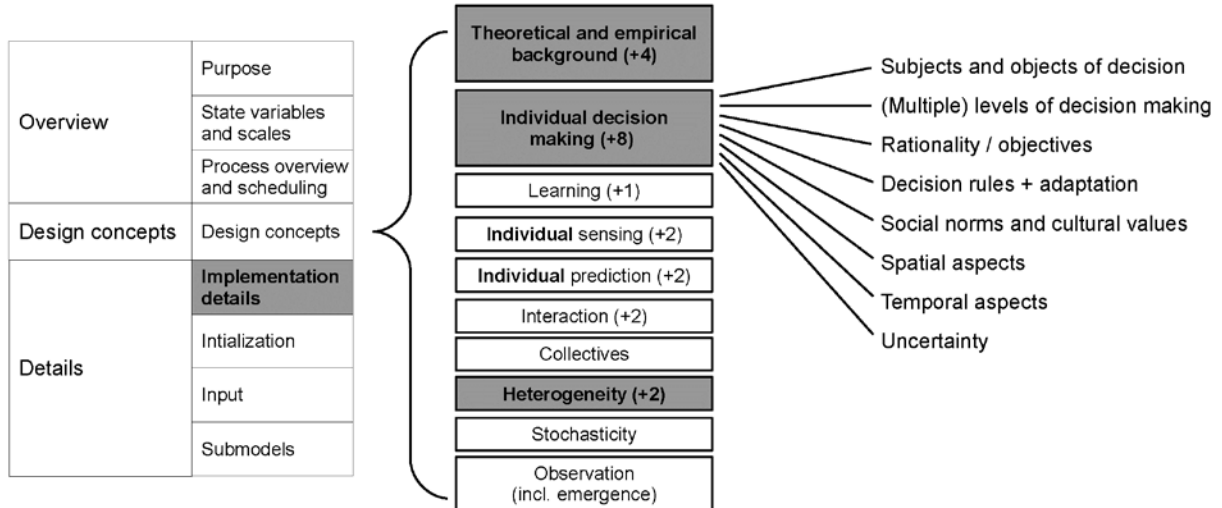 Overview
Purpose
State variables
and scales
Process overview
and scheduling
Design concepts
Design concepts
Details
Implementation
details
Intialization
Input
Submodels
Theoretical and empirical
background (+4)
Individual decision
making (+8)
Learning (+1)
Individual sensing (+2)
Individual prediction (+2)
Interaction (+2)
Collectives
Heterogeneity (+2)
Stochasticity
Observation
(incl. emergence)
Subjects and objects of decision
(Multiple) levels of decision making
Rationality / objectives
Decision rules + adaptation
Social norms and cultural values
Spatial aspects
Temporal aspects
Uncertainty